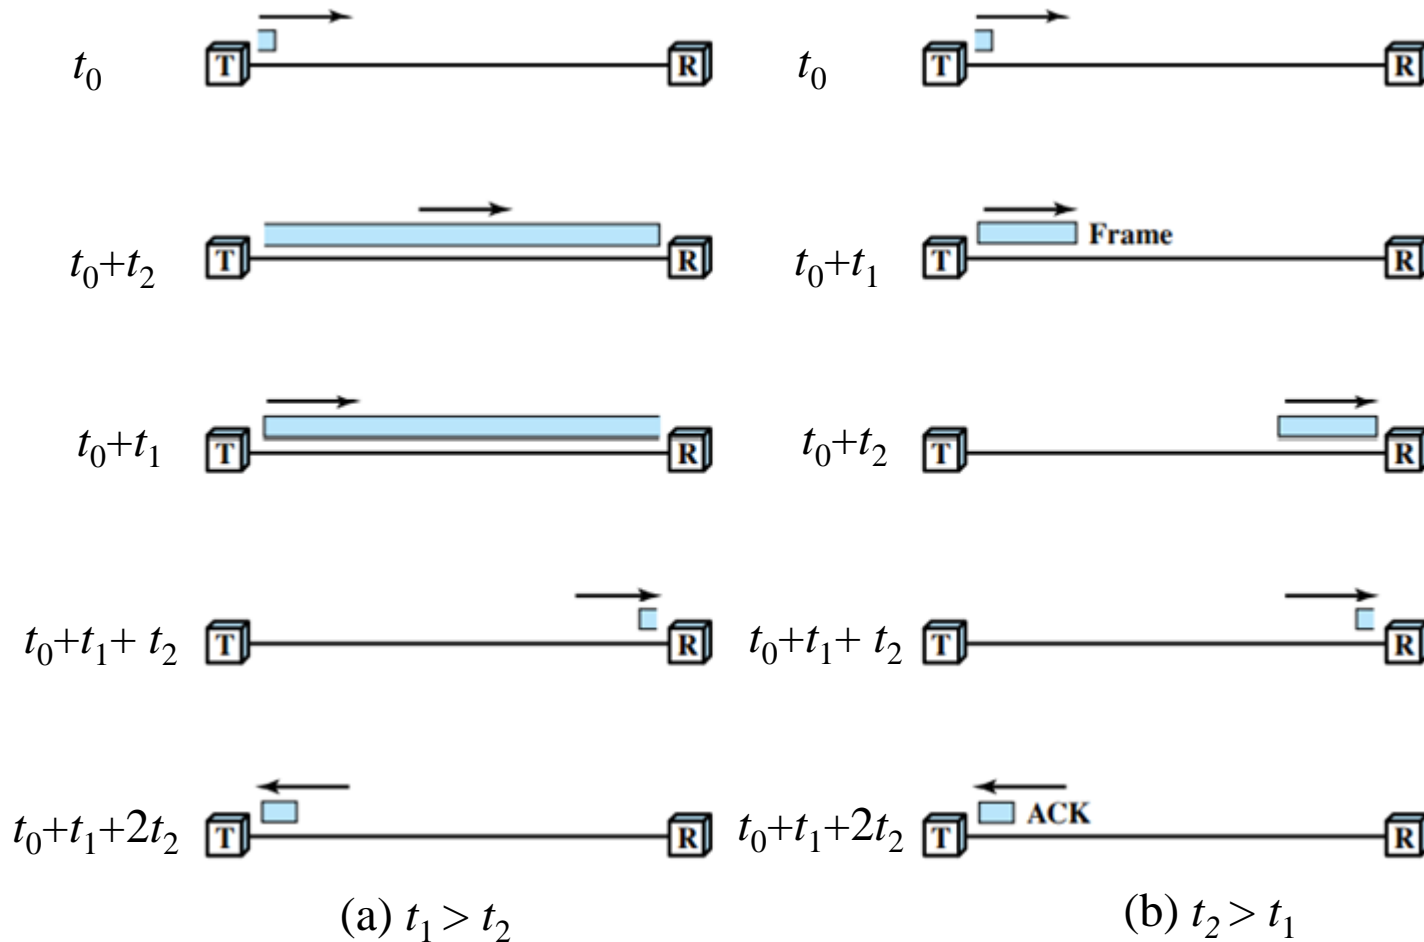 t₀ T R t₀ T R
t₀+t₂ T R t₀+t₁ T Frame R
t₀+t₁ T R t₀+t₂ T R
t₀+t₁+ t₂ T R t₀+t₁+ t₂ T R
t₀+t₁+2t₂ T R t₀+t₁+2t₂ T ACK R
(a) t₁ > t₂ (b) t₂ > t₁